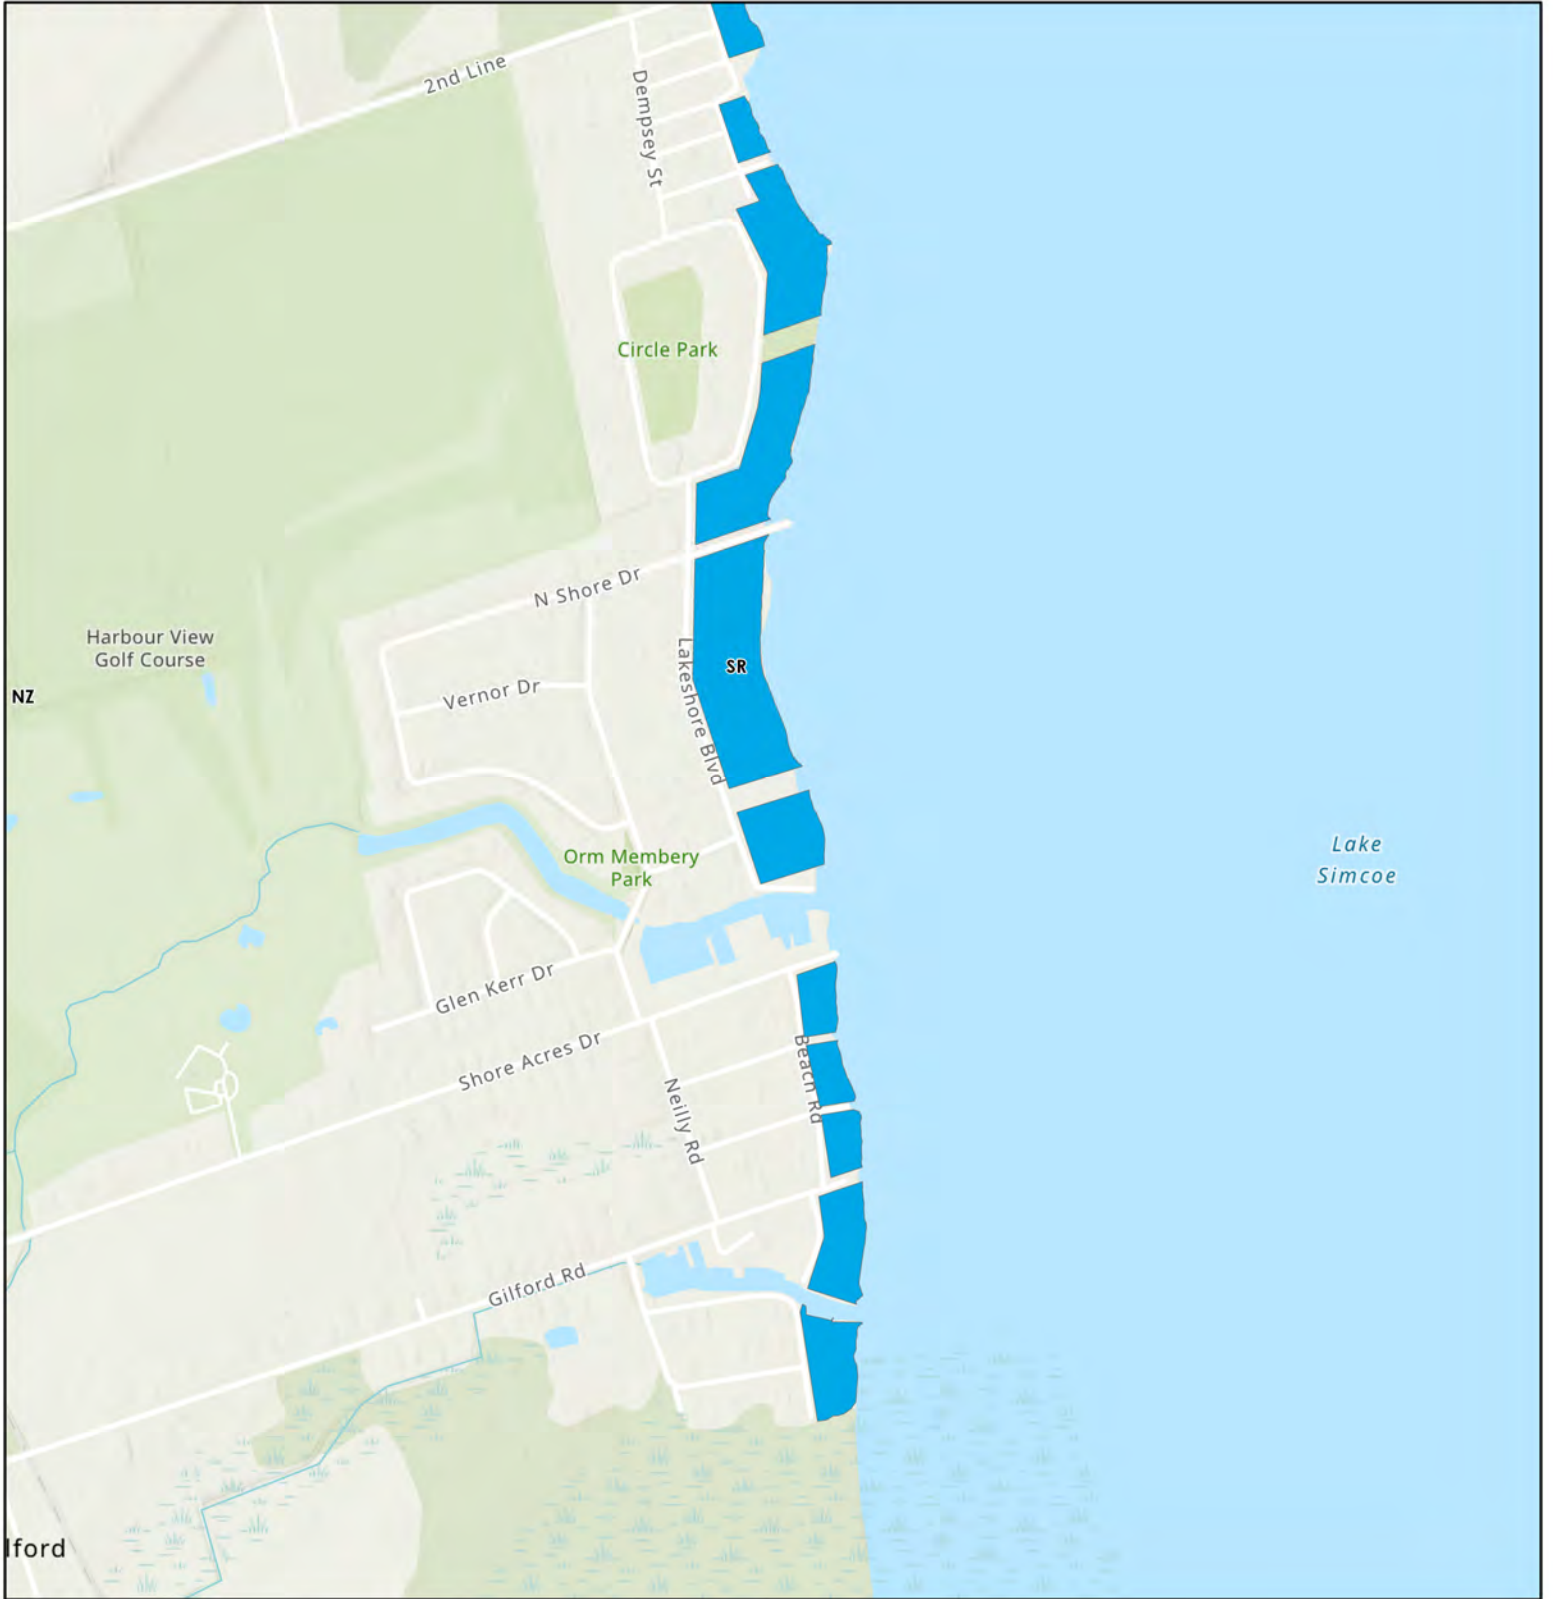 2nd Line
Dempsey St
Circle Park
N Shore Dr
Harbour View
Golf Course
Lakeshore Blvd
SR
Vernor Dr
NZ
Lake
Simcoe
Orm Membery
Park
Glen Kerr Dr
Shore Acres Dr
Beach Rd
Neilly Rd
Gilford Rd
lford